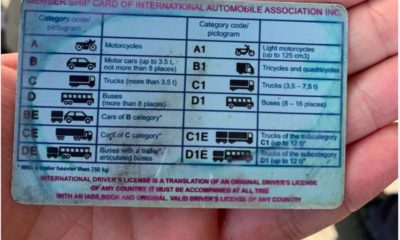 MEMBER SHIP CARD OF INTERNATIONAL AUTOMOBILE ASSOCIATION INC.
Category code/ pictogram
Category code/ pictogram
A Motorcycles
A1 Light motorcycles (up to 125 cm3)
B Motor cars (up to 3.5 t, not more than 8 places)
B1 Tricycles and quadricycles
C Trucks (more than 3.5 t)
C1 Trucks (3.5 – 7,5 t)
D Buses (more than 8 places)
D1 Buses (8 – 16 places)
BE Cars of B category*
CE Cars of C category*
C1E Trucks of the subcategory C1 (up to 12 t)*
DE Buses with a trailer*, articulated buses
D1E Trucks of the subcategory D1 (up to 12 t)*
* With a trailer heavier than 750 kg
INTERNATIONAL DRIVER'S LICENSE IS A TRANSLATION OF AN ORIGINAL DRIVER'S LICENSE
OF ANY COUNTRY. IT MUST BE ACCOMPANIED AT ALL TIME
WITH AN IADS BOOK AND ORIGINAL VALID DRIVER'S LICENSE OF ANY COUNTRY!